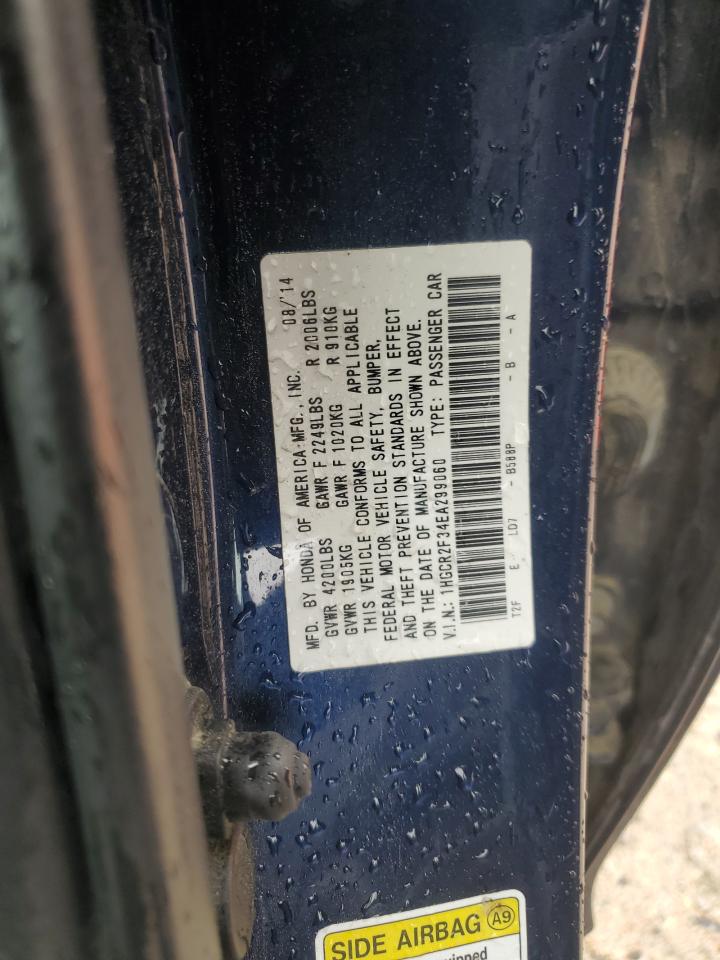 MFD. BY HONDA OF AMERICA MFG., INC. 08/'14
GVWR 4200LBS GAWR F 2249LBS R 2006LBS
GVWR 1905KG GAWR F 1020KG R 910KG
THIS VEHICLE CONFORMS TO ALL APPLICABLE
FEDERAL MOTOR VEHICLE SAFETY, BUMPER,
AND THEFT PREVENTION STANDARDS IN EFFECT
ON THE DATE OF MANUFACTURE SHOWN ABOVE.
V.I.N.: 1HGCR2F34EA299060 TYPE: PASSENGER CAR
T2F E LD7 - B588P - B - A
SIDE AIRBAG A9